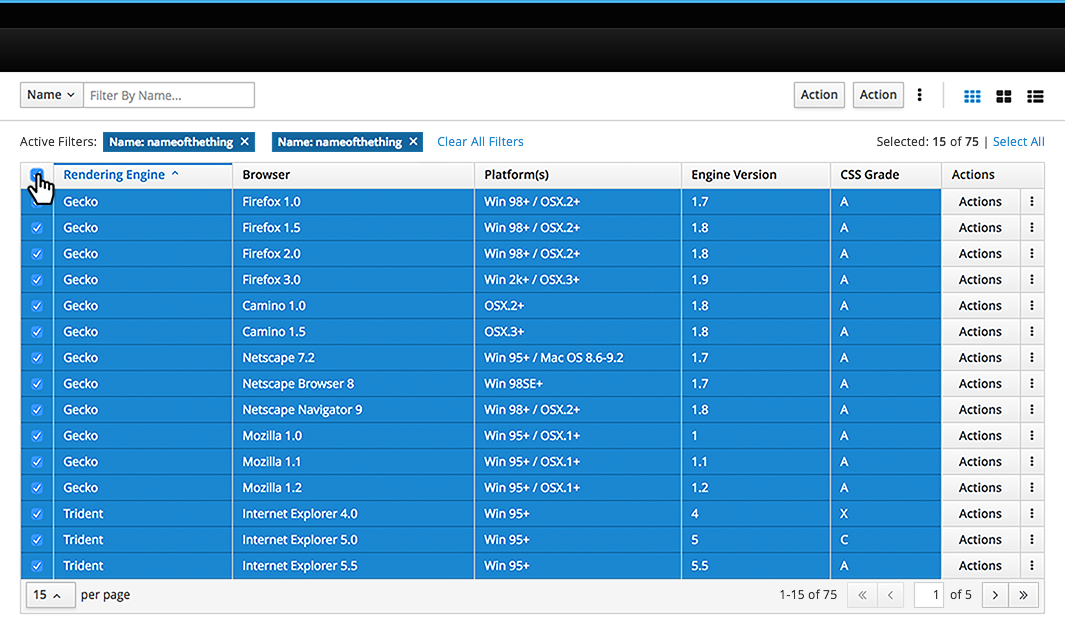 Name Filter By Name... Action Action
Active Filters: Name: nameofthething Name: nameofthething Clear All Filters Selected: 15 of 75 | Select All
Rendering Engine Browser Platform(s) Engine Version CSS Grade Actions
Gecko Firefox 1.0 Win 98+ / OSX.2+ 1.7 A Actions
Gecko Firefox 1.5 Win 98+ / OSX.2+ 1.8 A Actions
Gecko Firefox 2.0 Win 98+ / OSX.2+ 1.8 A Actions
Gecko Firefox 3.0 Win 2k+ / OSX.3+ 1.9 A Actions
Gecko Camino 1.0 OSX.2+ 1.8 A Actions
Gecko Camino 1.5 OSX.3+ 1.8 A Actions
Gecko Netscape 7.2 Win 95+ / Mac OS 8.6-9.2 1.7 A Actions
Gecko Netscape Browser 8 Win 98SE+ 1.7 A Actions
Gecko Netscape Navigator 9 Win 98+ / OSX.2+ 1.8 A Actions
Gecko Mozilla 1.0 Win 95+ / OSX.1+ 1 A Actions
Gecko Mozilla 1.1 Win 95+ / OSX.1+ 1.1 A Actions
Gecko Mozilla 1.2 Win 95+ / OSX.1+ 1.2 A Actions
Trident Internet Explorer 4.0 Win 95+ 4 X Actions
Trident Internet Explorer 5.0 Win 95+ 5 C Actions
Trident Internet Explorer 5.5 Win 95+ 5.5 A Actions
15 per page 1-15 of 75 1 of 5